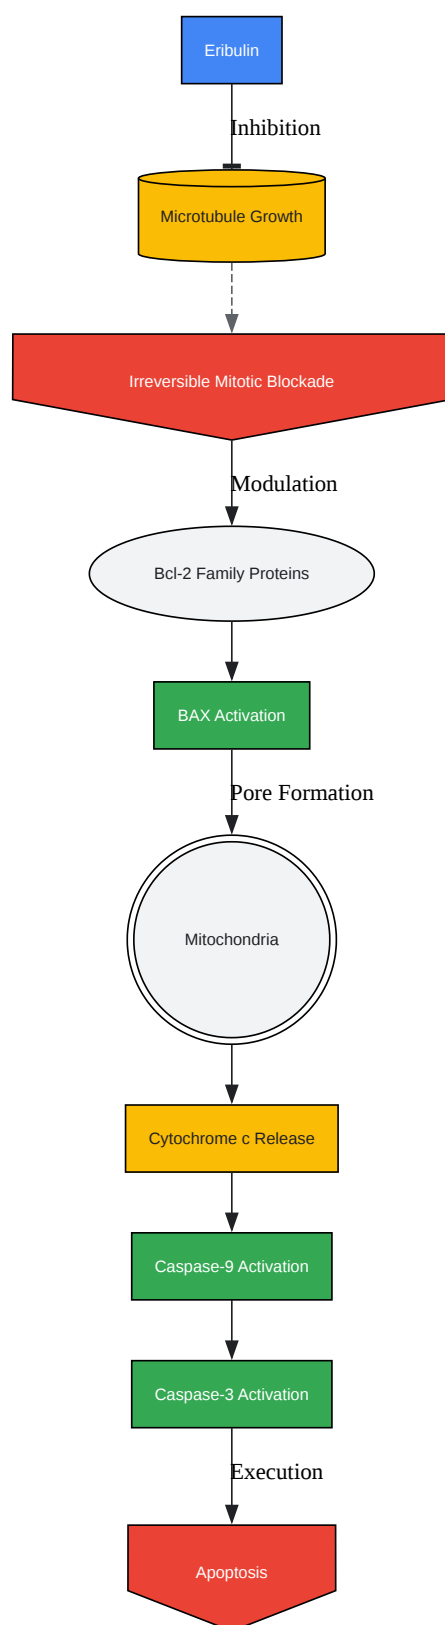 Eribulin
Inhibition
Microtubule Growth
Irreversible Mitotic Blockade
Modulation
Bcl-2 Family Proteins
BAX Activation
Pore Formation
Mitochondria
Cytochrome c Release
Caspase-9 Activation
Caspase-3 Activation
Execution
Apoptosis